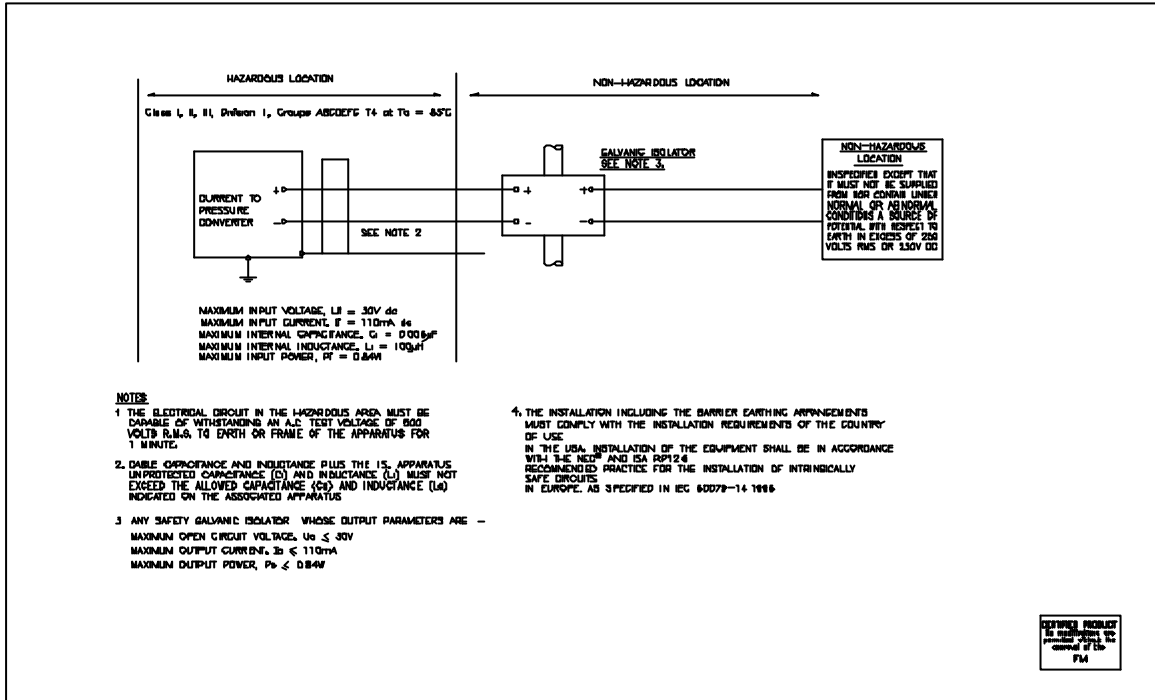 HAZARDOUS LOCATION
NON-HAZARDOUS LOCATION
Class I, II, III, Division I, Groups ABCDEFG T4 at Ta = 85°C
GALVANIC ISOLATOR
SEE NOTE 3.
NON-HAZARDOUS
LOCATION
UNSPECIFIED EXCEPT THAT
IT MUST NOT BE SUPPLIED
FROM NOR CONTAIN UNDER
NORMAL OR ABNORMAL
CONDITIONS A SOURCE OF
POTENTIAL WITH RESPECT TO
EARTH IN EXCESS OF 250
VOLTS RMS OR 250V DC
CURRENT TO
PRESSURE
CONVERTER
+
-
+
-
+
-
SEE NOTE 2
MAXIMUM INPUT VOLTAGE, Ui = 30V dc
MAXIMUM INPUT CURRENT, Ii = 110mA dc
MAXIMUM INTERNAL CAPACITANCE, Ci =
MAXIMUM INTERNAL INDUCTANCE, Li = 100µH
MAXIMUM INPUT POWER, Pi = 0.84W
NOTES
1 THE ELECTRICAL CIRCUIT IN THE HAZARDOUS AREA MUST BE
CAPABLE OF WITHSTANDING AN A.C TEST VOLTAGE OF 500
VOLTS R.M.S. TO EARTH OR FRAME OF THE APPARATUS FOR
1 MINUTE.
2. CABLE CAPACITANCE AND INDUCTANCE PLUS THE I.S. APPARATUS
UNPROTECTED CAPACITANCE (Ci) AND INDUCTANCE (Li) MUST NOT
EXCEED THE ALLOWED CAPACITANCE (Ca) AND INDUCTANCE (La)
INDICATED ON THE ASSOCIATED APPARATUS
3 ANY SAFETY GALVANIC ISOLATOR WHOSE OUTPUT PARAMETERS ARE -
MAXIMUM OPEN CIRCUIT VOLTAGE, Uo ≤ 30V
MAXIMUM OUTPUT CURRENT, Io ≤ 110mA
MAXIMUM OUTPUT POWER, Po ≤ 0.84W
4. THE INSTALLATION INCLUDING THE BARRIER EARTHING ARRANGEMENTS
MUST COMPLY WITH THE INSTALLATION REQUIREMENTS OF THE COUNTRY
OF USE
IN THE USA, INSTALLATION OF THE EQUIPMENT SHALL BE IN ACCORDANCE
WITH THE NEC® AND ISA RP12.6
RECOMMENDED PRACTICE FOR THE INSTALLATION OF INTRINSICALLY
SAFE CIRCUITS
IN EUROPE, AS SPECIFIED IN IEC 60079-14 1996
CERTIFIED PRODUCT
No modifications are
permitted without the
approval of the
FM